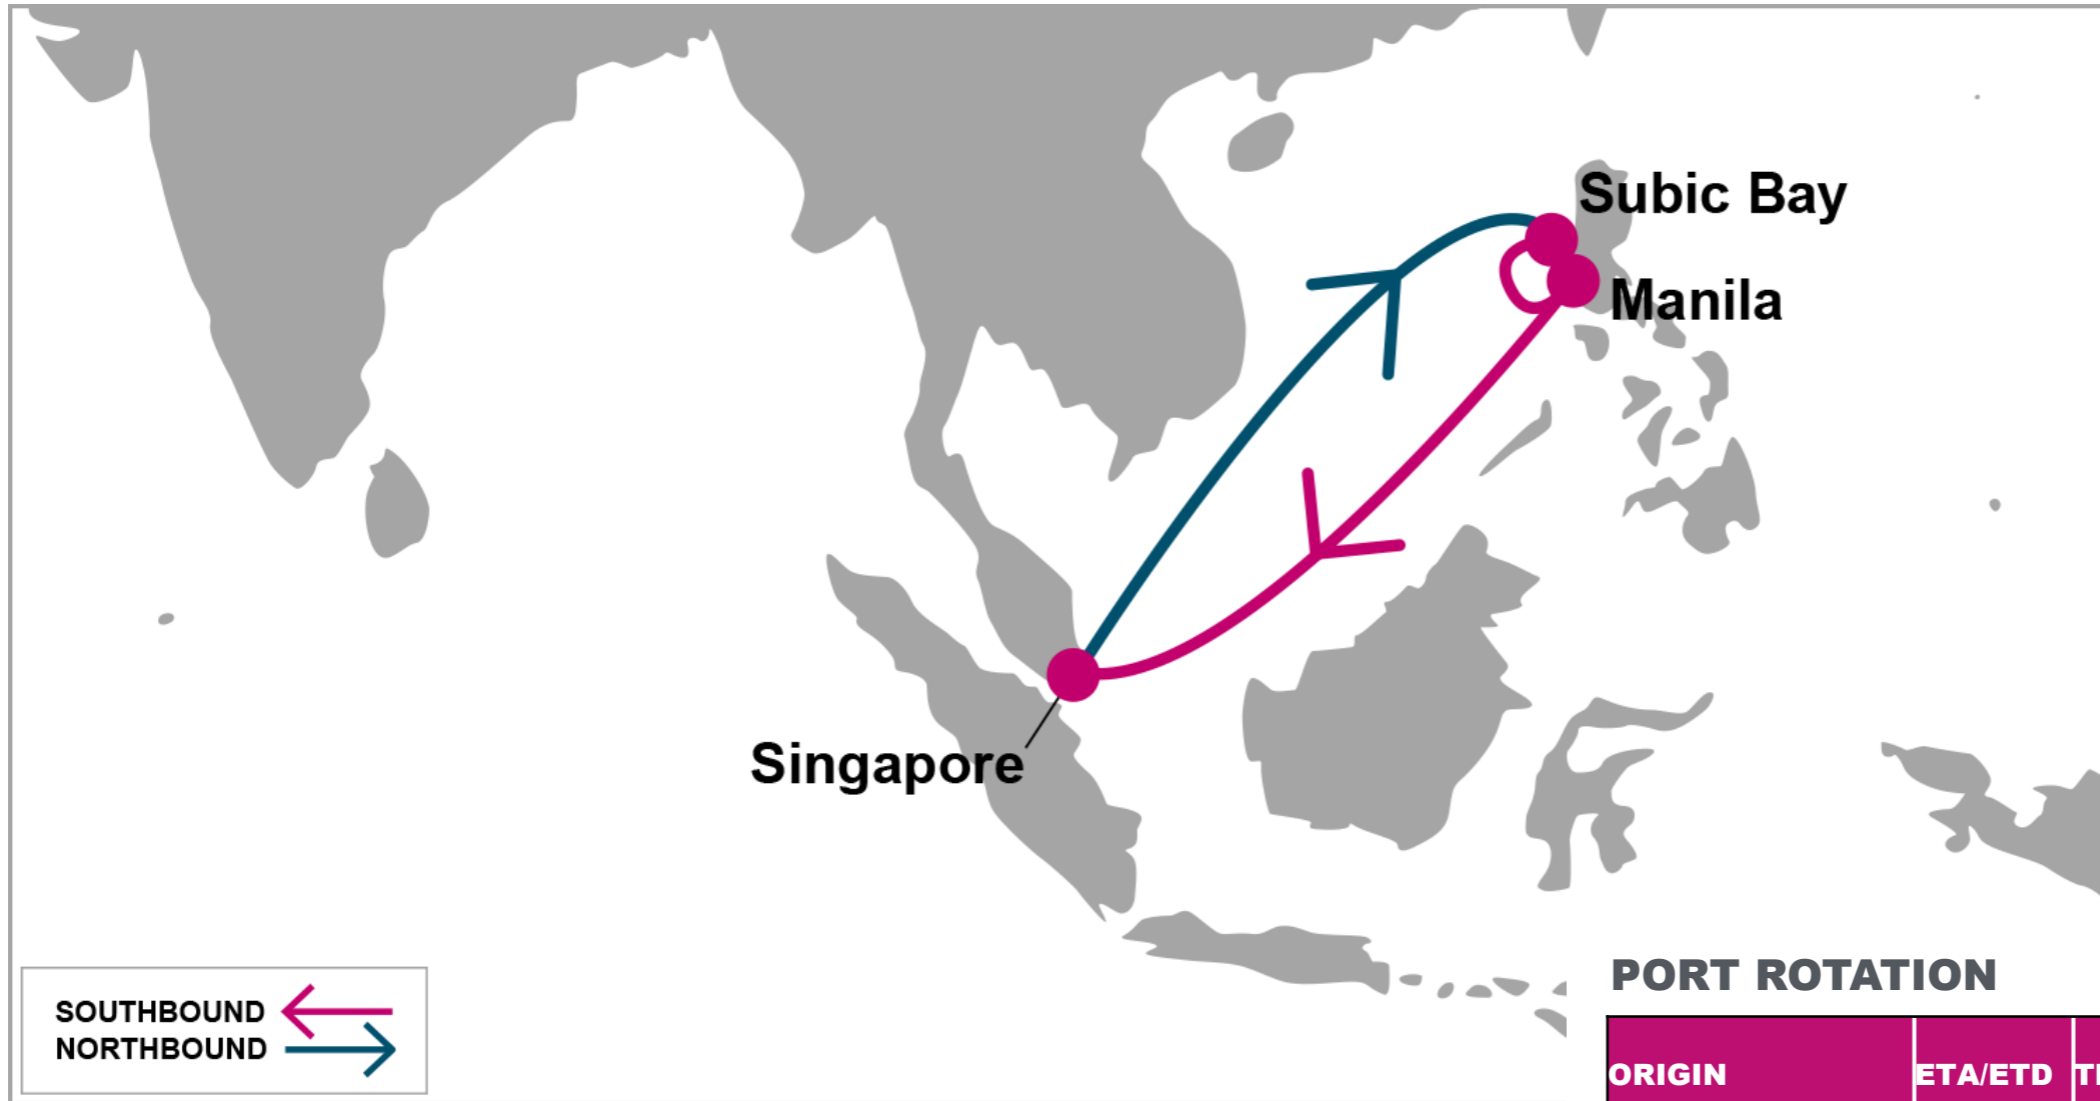 Subic Bay
Manila
Singapore
SOUTHBOUND
NORTHBOUND
PORT ROTATION
ORIGIN ETA/ETD